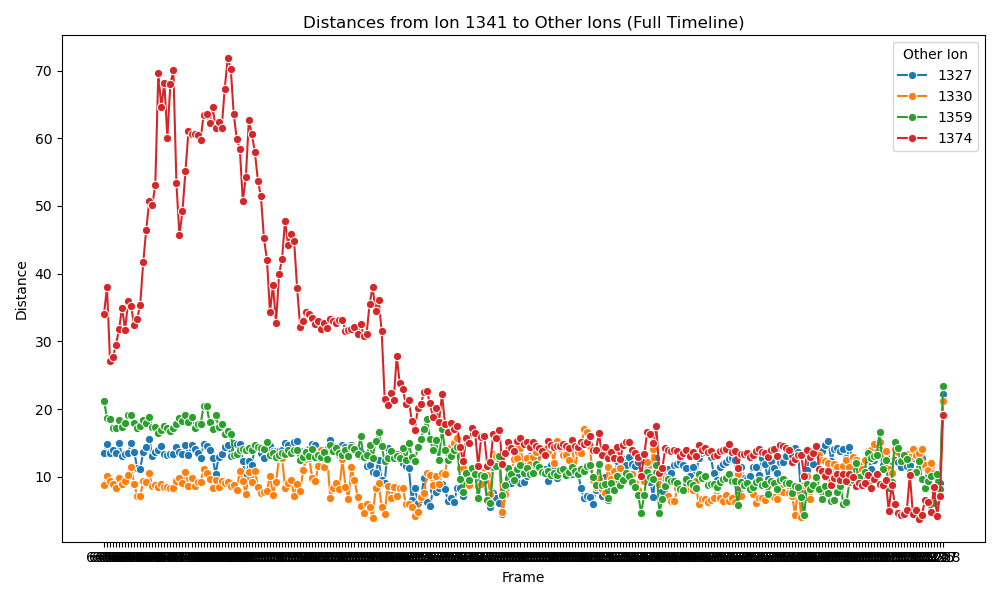 Distances from Ion 1341 to Other Ions (Full Timeline)
Other Ion
1327
1330
1359
1374
70
60
50
40
30
20
10
Distance
Frame